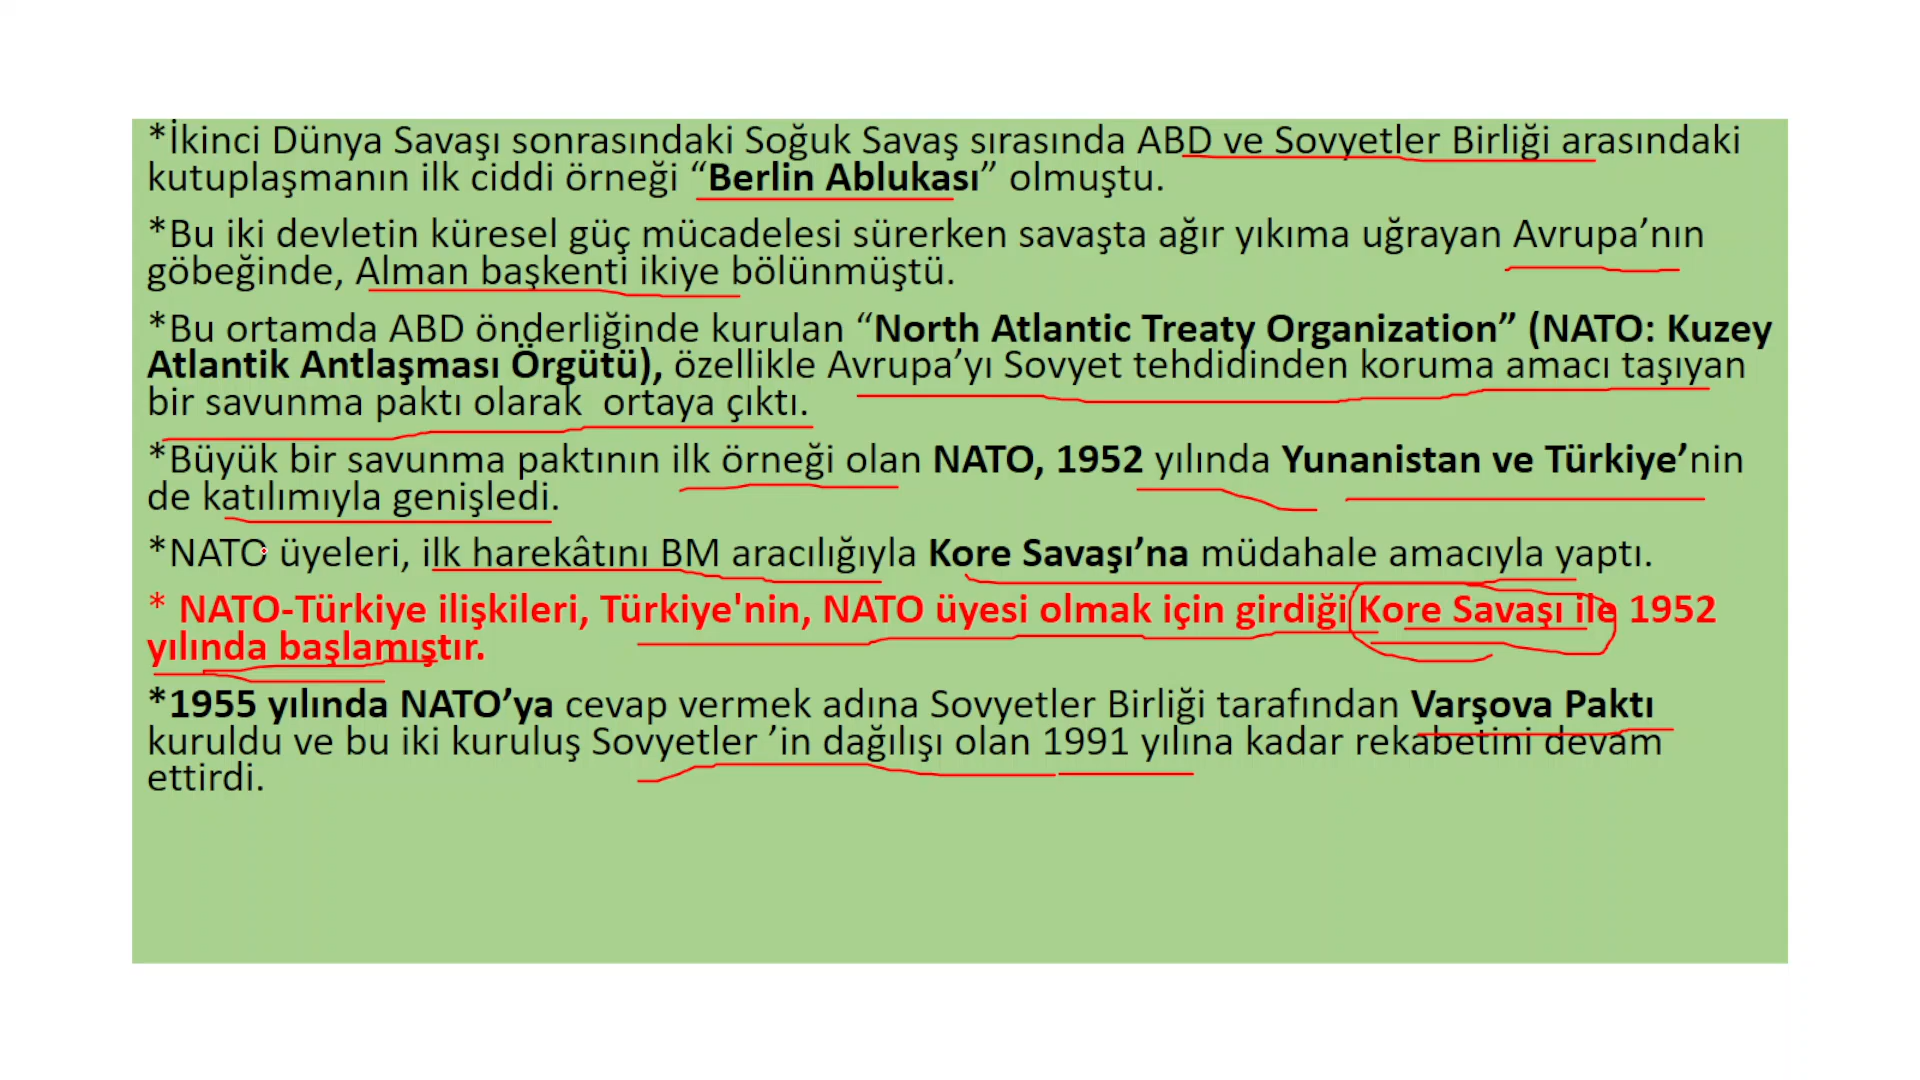 *İkinci Dünya Savaşı sonrasındaki Soğuk Savaş sırasında ABD ve Sovyetler Birliği arasındaki
kutuplaşmanın ilk ciddi örneği “Berlin Ablukası” olmuştu.
*Bu iki devletin küresel güç mücadelesi sürerken savaşta ağır yıkıma uğrayan Avrupa’nın
göbeğinde, Alman başkenti ikiye bölünmüştü.
*Bu ortamda ABD önderliğinde kurulan “North Atlantic Treaty Organization” (NATO: Kuzey
Atlantik Antlaşması Örgütü), özellikle Avrupa’yı Sovyet tehdidinden koruma amacı taşıyan
bir savunma paktı olarak ortaya çıktı.
*Büyük bir savunma paktının ilk örneği olan NATO, 1952 yılında Yunanistan ve Türkiye’nin
de katılımıyla genişledi.
*NATO üyeleri, ilk harekâtını BM aracılığıyla Kore Savaşı’na müdahale amacıyla yaptı.
* NATO-Türkiye ilişkileri, Türkiye'nin, NATO üyesi olmak için girdiği Kore Savaşı ile 1952
yılında başlamıştır.
*1955 yılında NATO’ya cevap vermek adına Sovyetler Birliği tarafından Varşova Paktı
kuruldu ve bu iki kuruluş Sovyetler ’in dağılışı olan 1991 yılına kadar rekabetini devam
ettirdi.